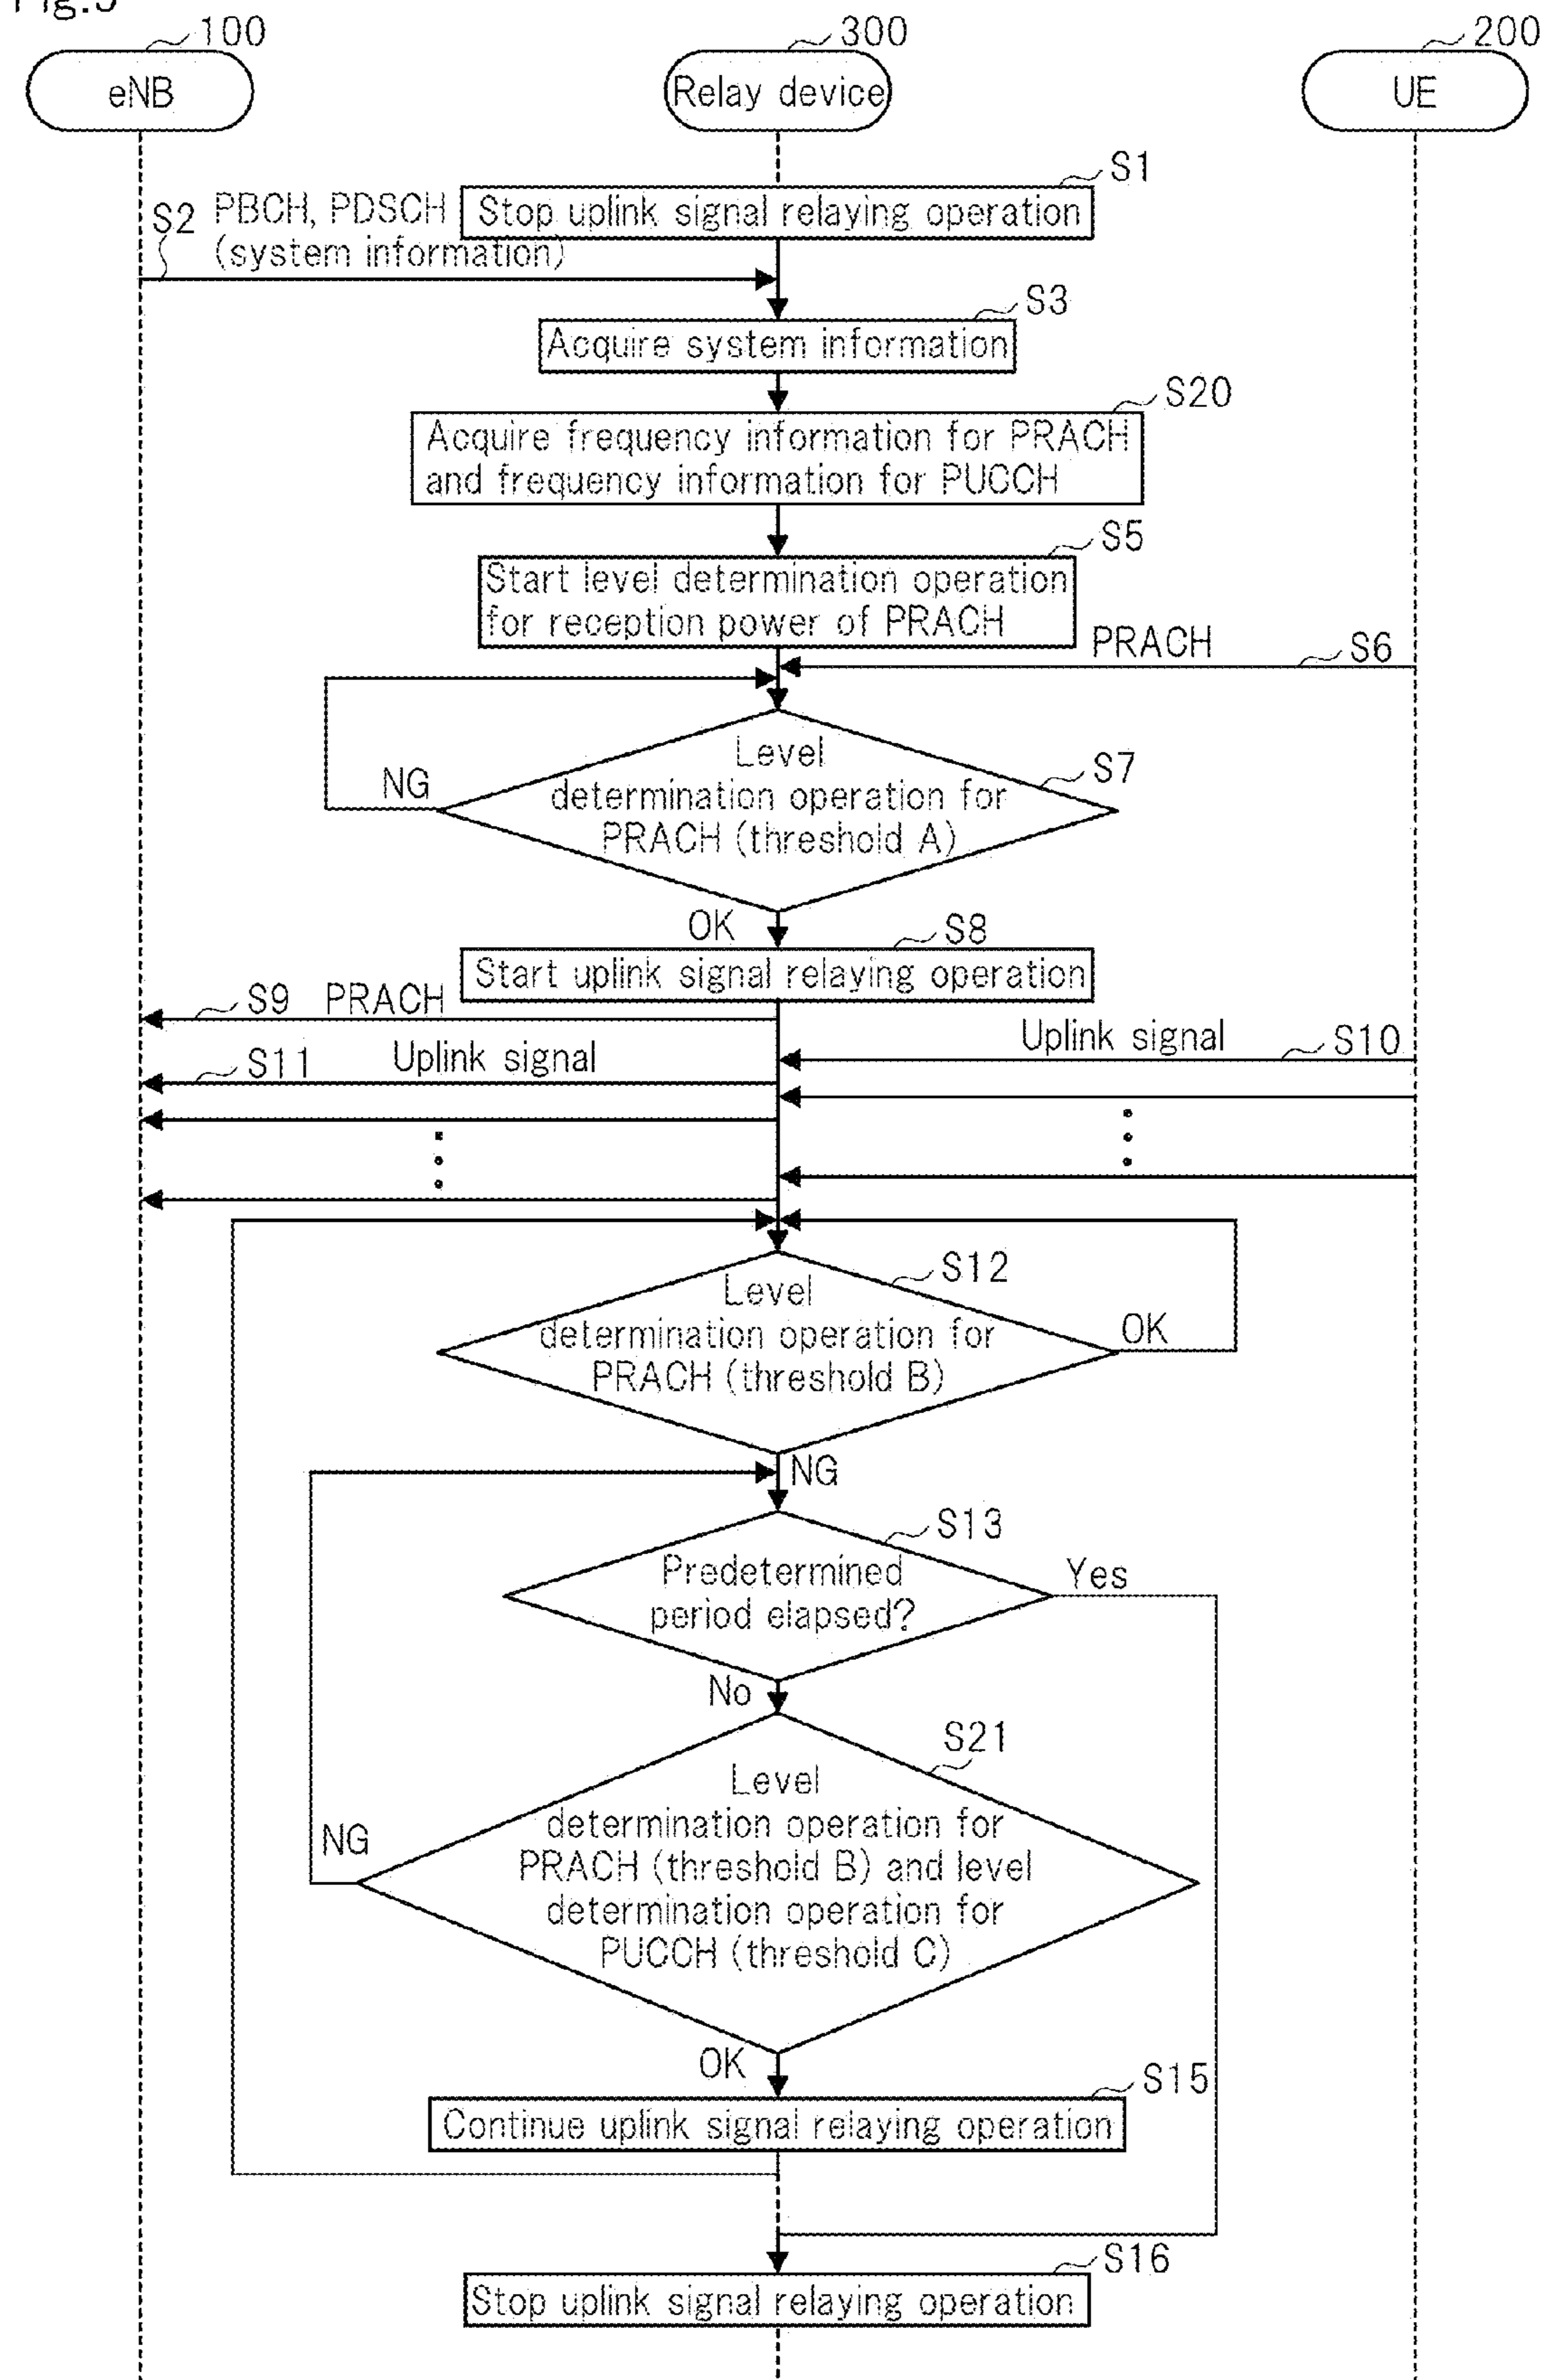 100
300
200
eNB
Relay device
UE
S1
Stop uplink signal relaying operation
S2
PBCH, PDSCH
(system information)
S3
Acquire system information
S20
Acquire frequency information for PRACH
and frequency information for PUCCH
S5
Start level determination operation
for reception power of PRACH
PRACH
S6
Level
determination operation for
PRACH (threshold A)
S7
NG
OK
S8
Start uplink signal relaying operation
S9 PRACH
Uplink signal
S10
S11
Uplink signal
S12
Level
determination operation for
PRACH (threshold B)
OK
NG
S13
Predetermined
period elapsed?
Yes
No
S21
Level
determination operation for
PRACH (threshold B) and level
determination operation for
PUCCH (threshold C)
NG
OK
S15
Continue uplink signal relaying operation
S16
Stop uplink signal relaying operation